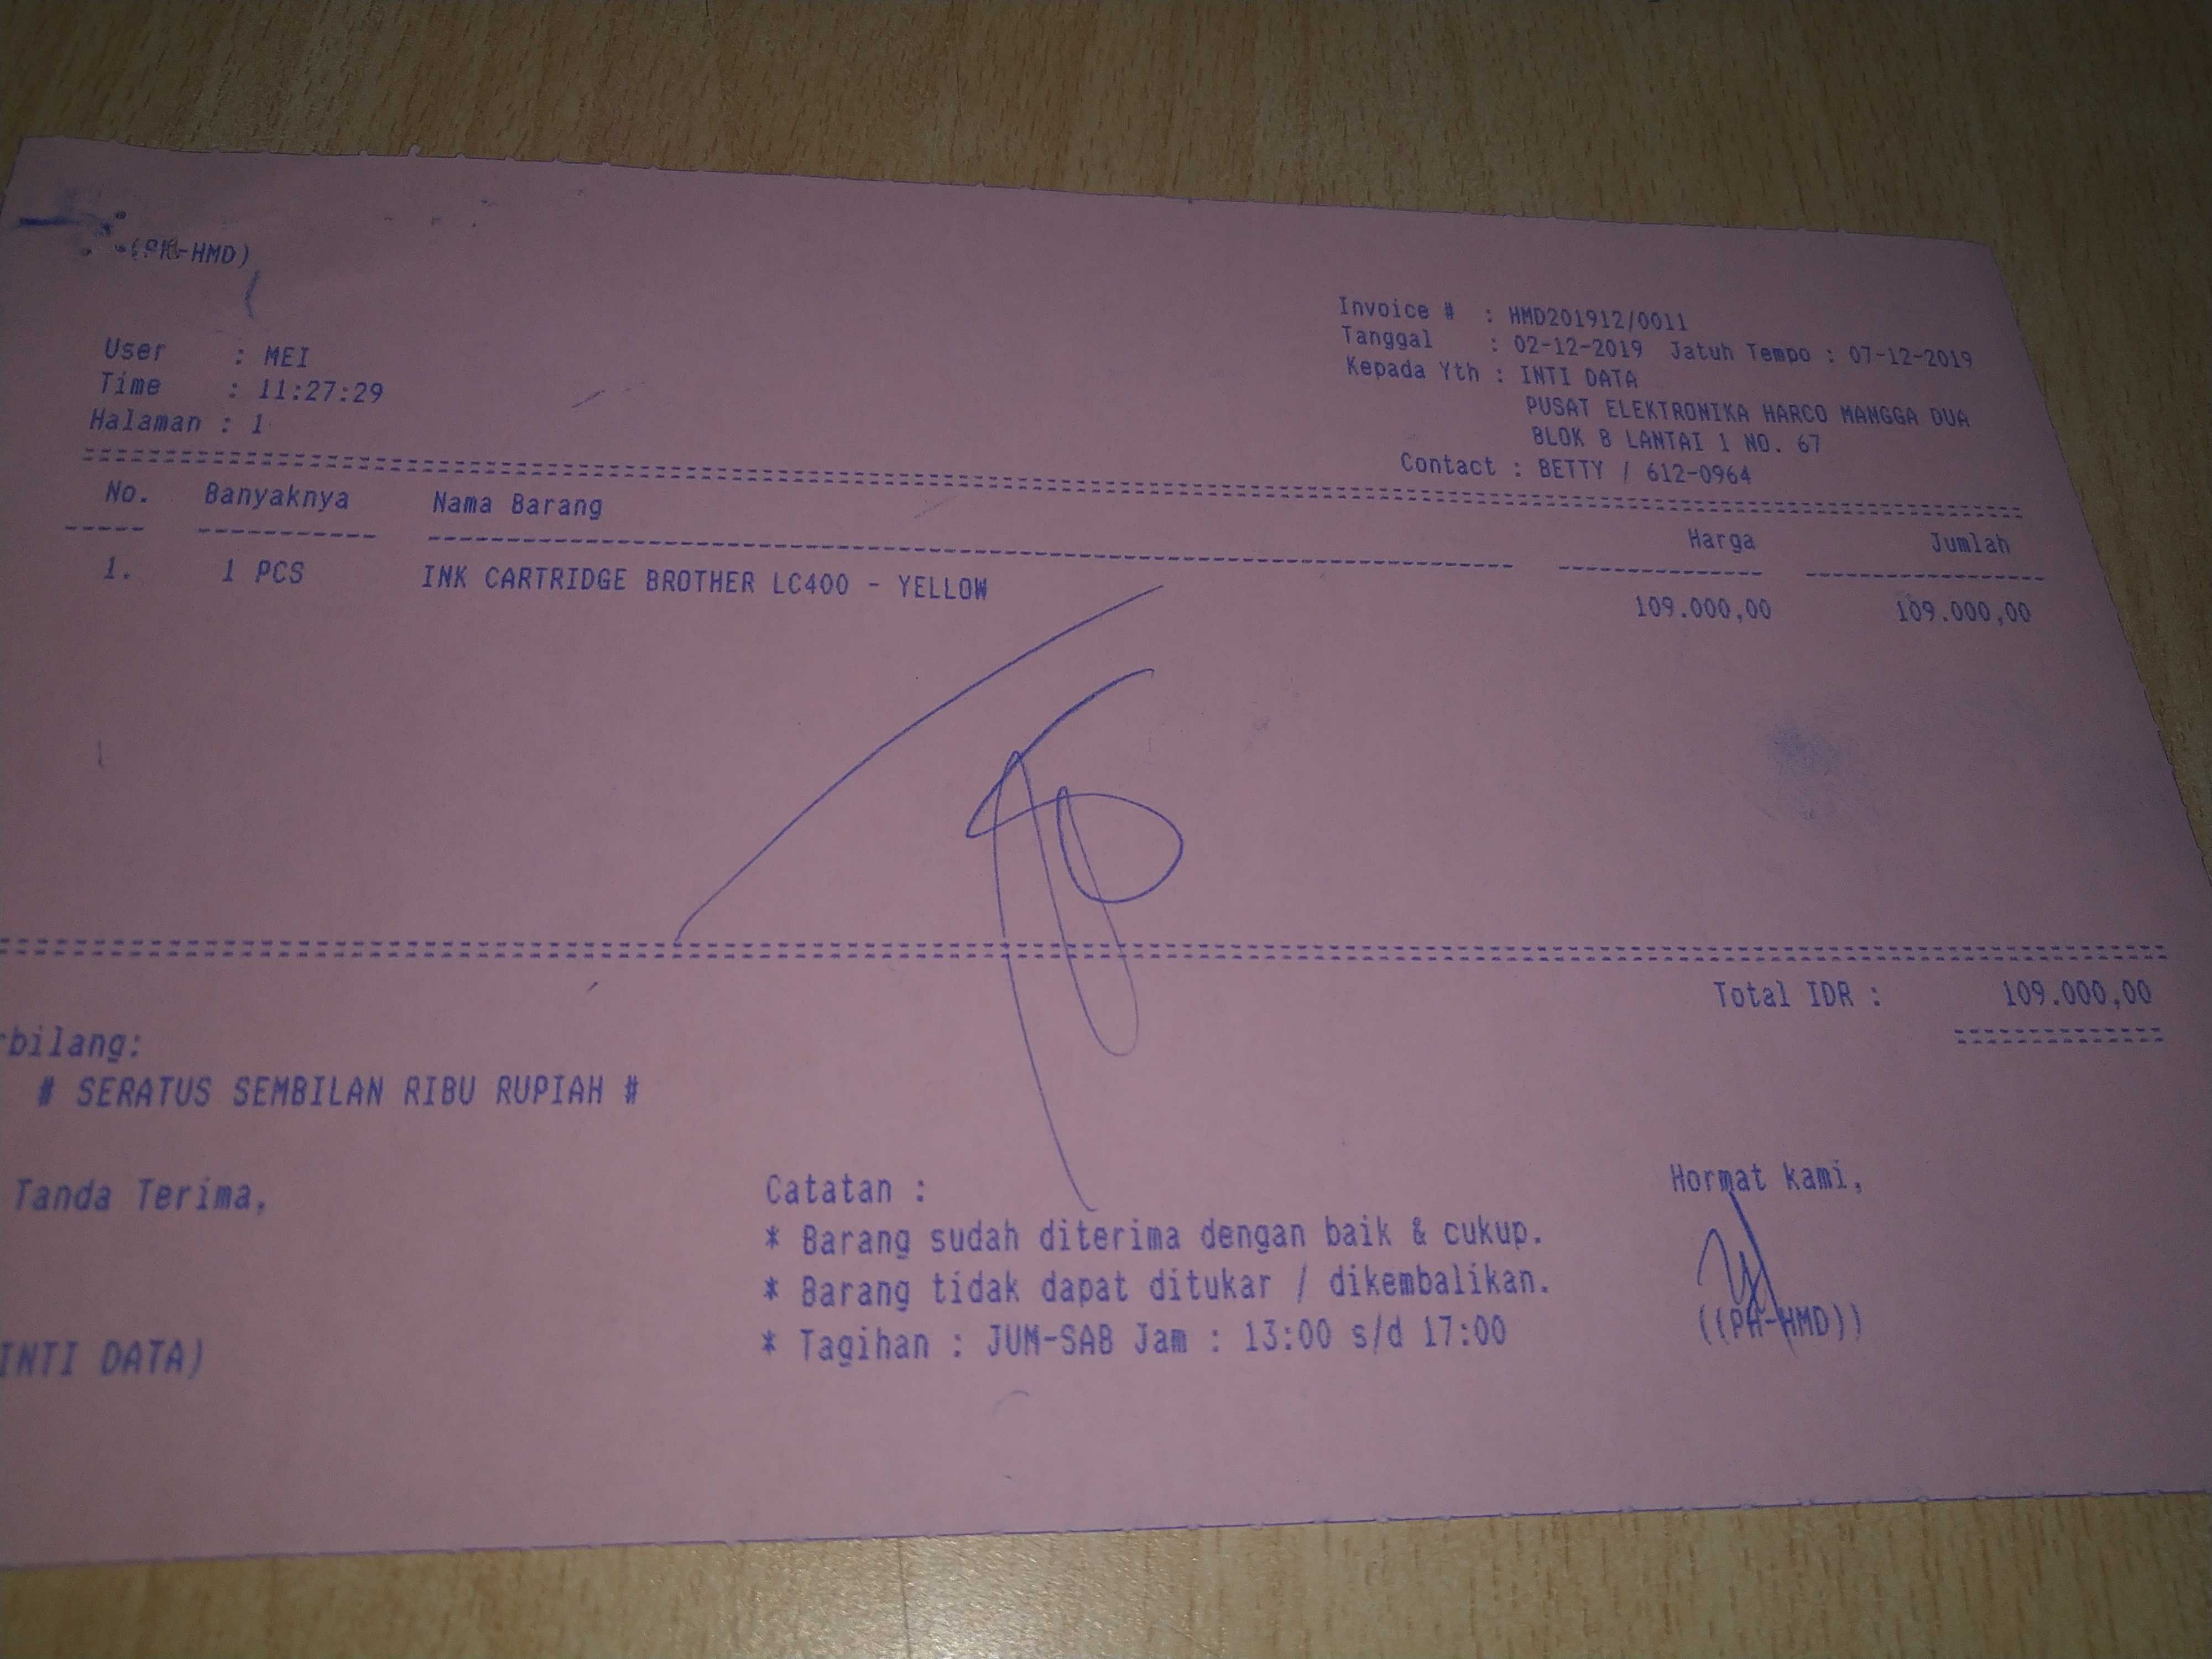 (PH-HMD)
Invoice # : HMD201912/0011
Tanggal : 02-12-2019 Jatuh Tempo : 07-12-2019
Kepada Yth : INTI DATA
PUSAT ELEKTRONIKA HARCO MANGGA DUA
BLOK B LANTAI 1 NO. 67
Contact : BETTY / 612-0964
User : MEI
Time : 11:27:29
Halaman : 1
No. Banyaknya Nama Barang Harga Jumlah
1. 1 PCS INK CARTRIDGE BROTHER LC400 - YELLOW 109.000,00 109.000,00
Total IDR : 109.000,00
rbilang:
# SERATUS SEMBILAN RIBU RUPIAH #
Tanda Terima,
Catatan :
Hormat kami,
* Barang sudah diterima dengan baik & cukup.
* Barang tidak dapat ditukar / dikembalikan.
* Tagihan : JUM-SAB Jam : 13:00 s/d 17:00
INTI DATA)
((PH-HMD))